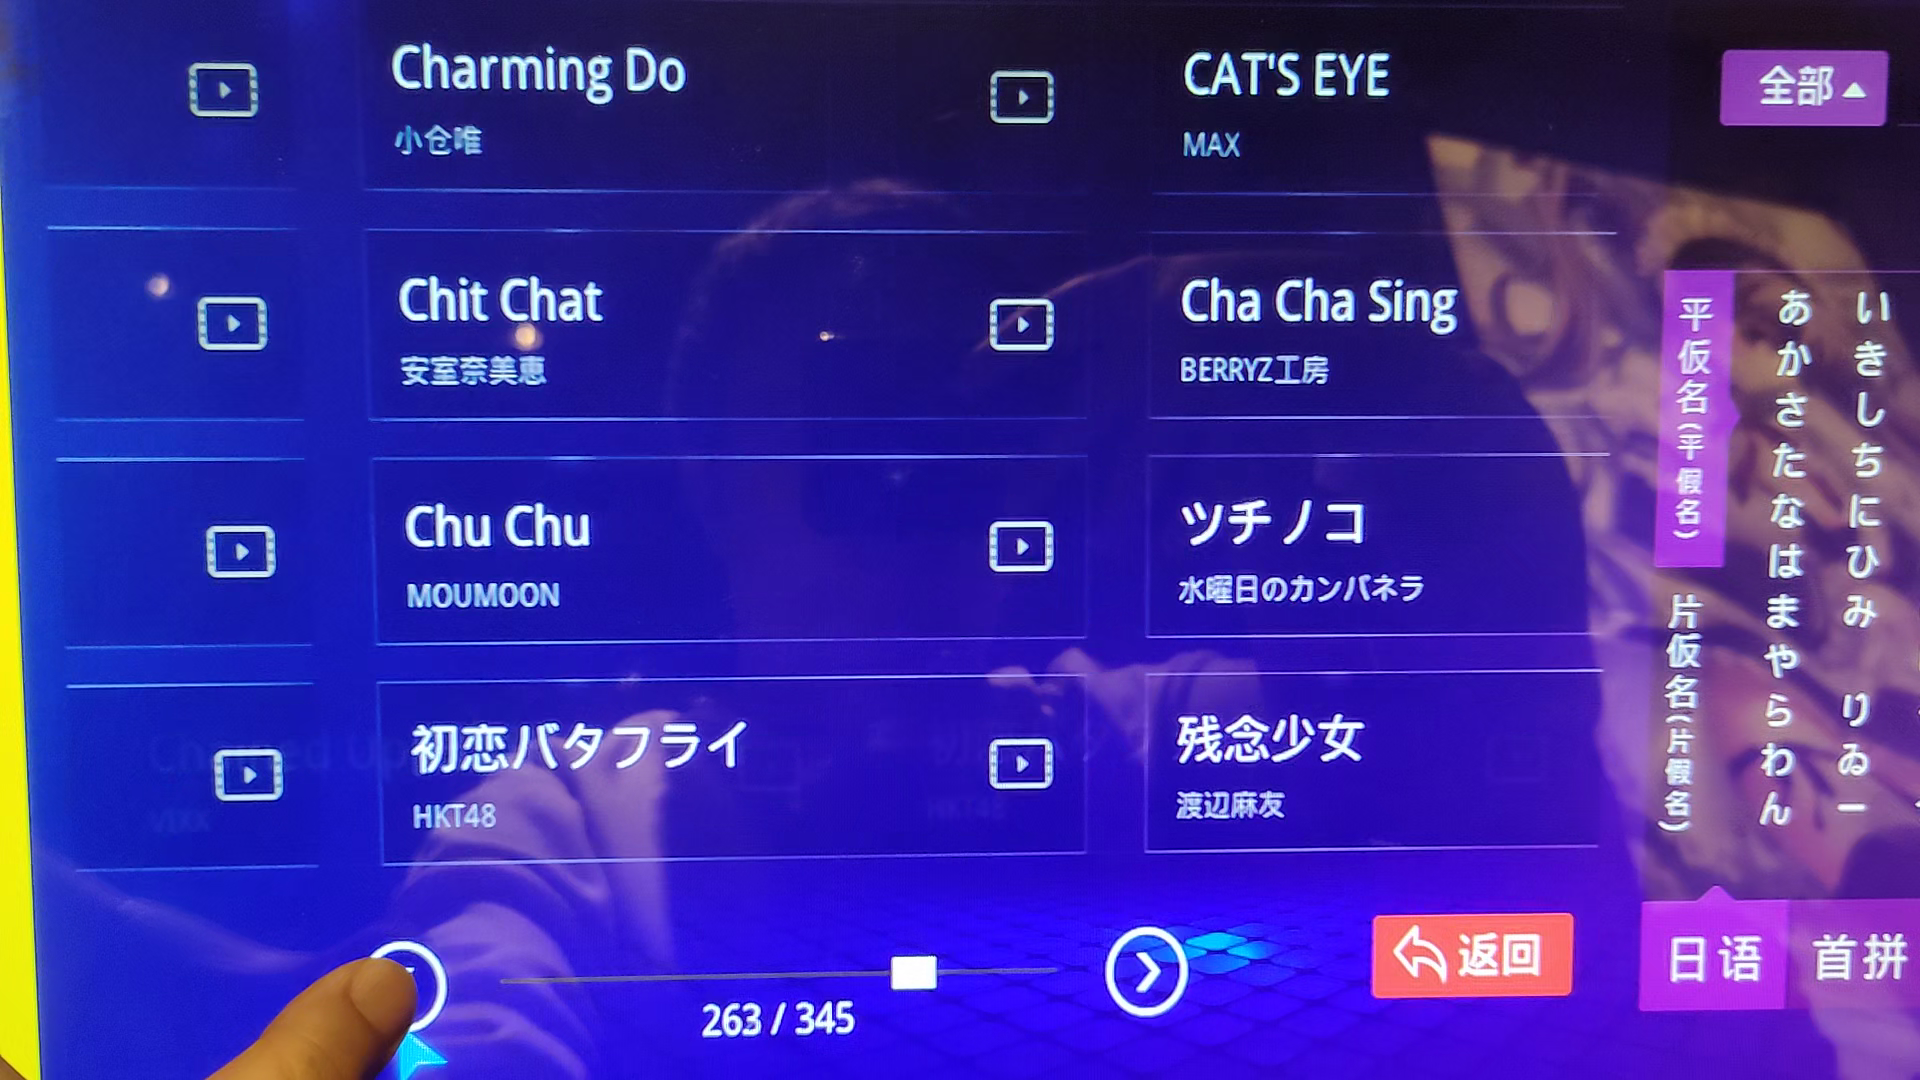 Charming Do
小仓唯
CAT'S EYE
MAX
全部
Chit Chat
安室奈美恵
Cha Cha Sing
BERRYZ工房
Chu Chu
MOUMOON
ツチノコ
水曜日のカンパネラ
初恋バタフライ
HKT48
残念少女
渡辺麻友
平仮名(平假名)
片仮名(片假名)
あかさたなはまやらわん
いきしちにひみ りゐー
263 / 345
返回
日语
首拼